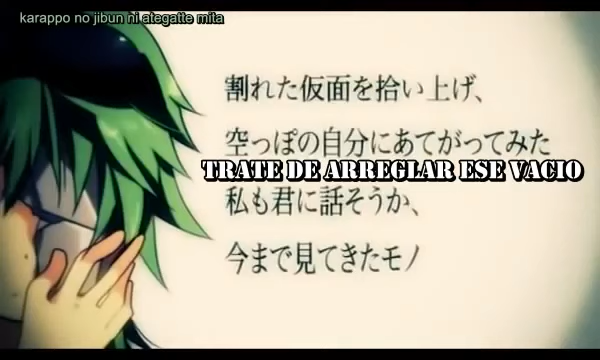 karappo no jibun ni ategatte mita
割れた仮面を拾い上げ、
空っぽの自分にあてがってみた
TRATE DE ARREGLAR ESE VACIO
私も君に話そうか、
今まで見てきたモノ